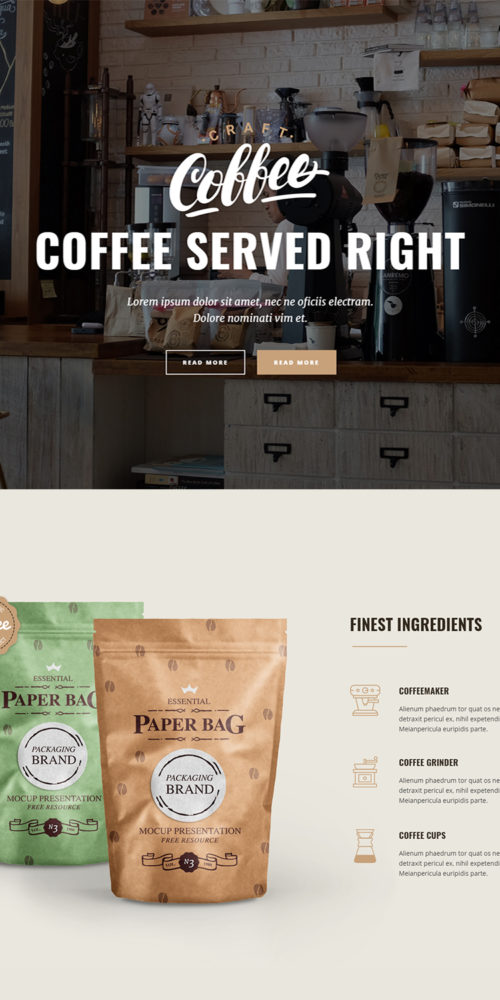 CRAFT.
Coffee
COFFEE SERVED RIGHT
Lorem ipsum dolor sit amet, nec ne oficiis electram.
Dolore nominati vim et.
READ MORE
READ MORE
SIMONELLI
ESSENTIAL
PAPER BAG
PACKAGING
BRAND
MOCUP PRESENTATION
FREE RESOURCE
N3
ESSENTIAL
PAPER BAG
PACKAGING
BRAND
MOCUP PRESENTATION
FREE RESOURCE
N3
FINEST INGREDIENTS
COFFEEMAKER
Alienum phaedrum tor quat os ne
detraxit pericul ex, nihil expetendi
Meianpericula euripidis parte.
COFFEE GRINDER
Alienum phaedrum tor quat os ne
detraxit pericul ex, nihil expetendi
Meianpericula euripidis parte.
COFFEE CUPS
Alienum phaedrum tor quat os ne
detraxit pericul ex, nihil expetendi
Meianpericula euripidis parte.